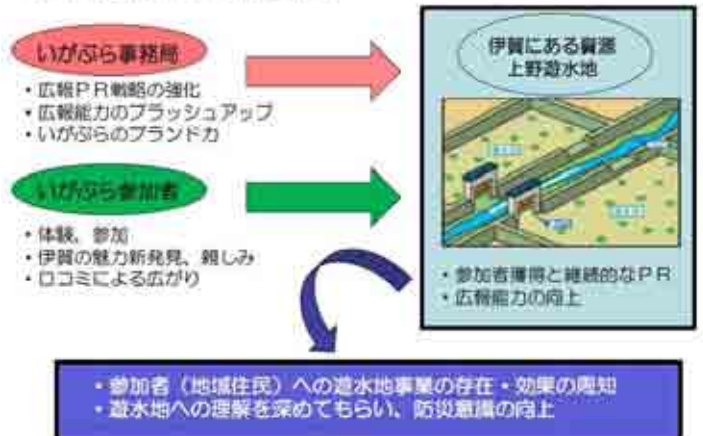 いがぶら事務局
・広報PR戦略の強化
・広報能力のブラッシュアップ
・いがぶらのブランド力
いがぶら参加者
・体験、参加
・伊賀の魅力新発見、親しみ
・口コミによる広がり
伊賀にある資源
上野遊水地
・参加者獲得と継続的なPR
・広報能力の向上
・参加者（地域住民）への遊水地事業の存在・効果の周知
・遊水地への理解を深めてもらい、防災意識の向上